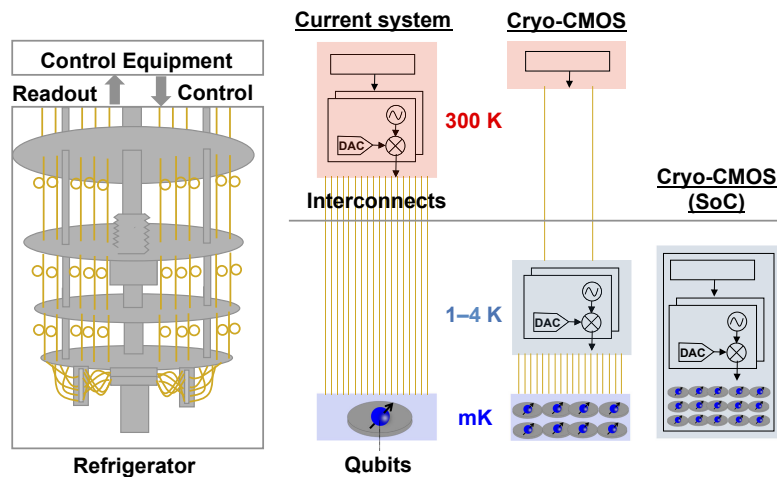 Current system
Cryo-CMOS
Control Equipment
Readout
Control
300 K
DAC
Cryo-CMOS
(SoC)
Interconnects
1–4 K
DAC
DAC
mK
Qubits
Refrigerator